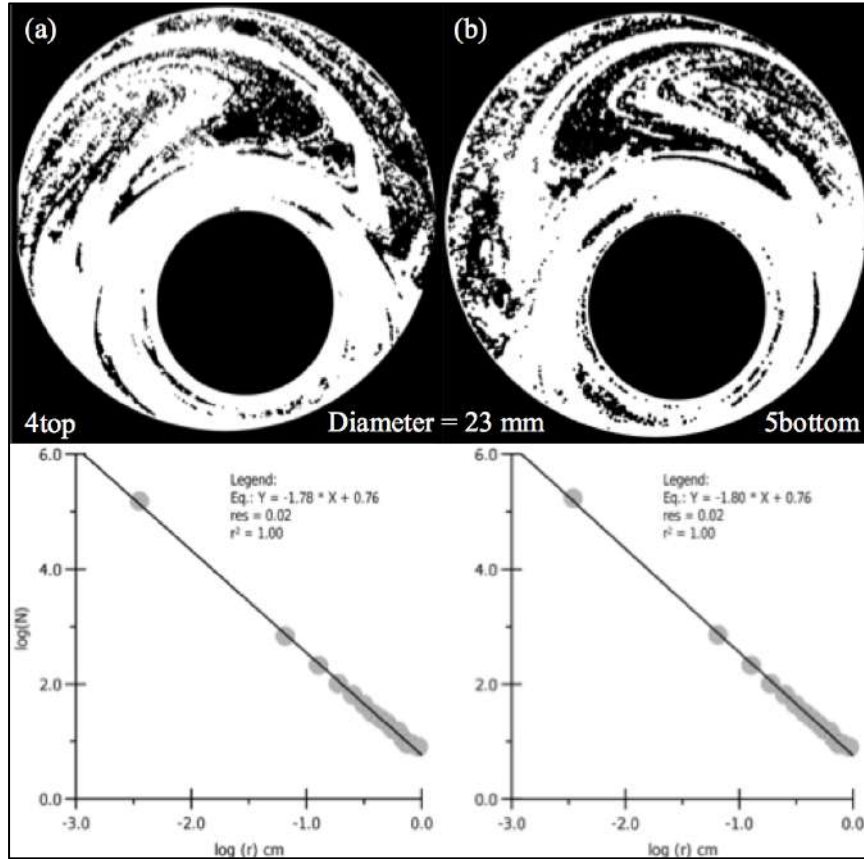 (a)
(b)
4top
Diameter = 23 mm
5bottom
6.0
4.0
2.0
0.0
log(N)
Legend:
Eq.: Y = -1.78 * X + 0.76
res = 0.02
r² = 1.00
-3.0
-2.0
-1.0
0.0
log (r) cm
6.0
4.0
2.0
0.0
Legend:
Eq.: Y = -1.80 * X + 0.76
res = 0.02
r² = 1.00
-3.0
-2.0
-1.0
0.0
log (r) cm